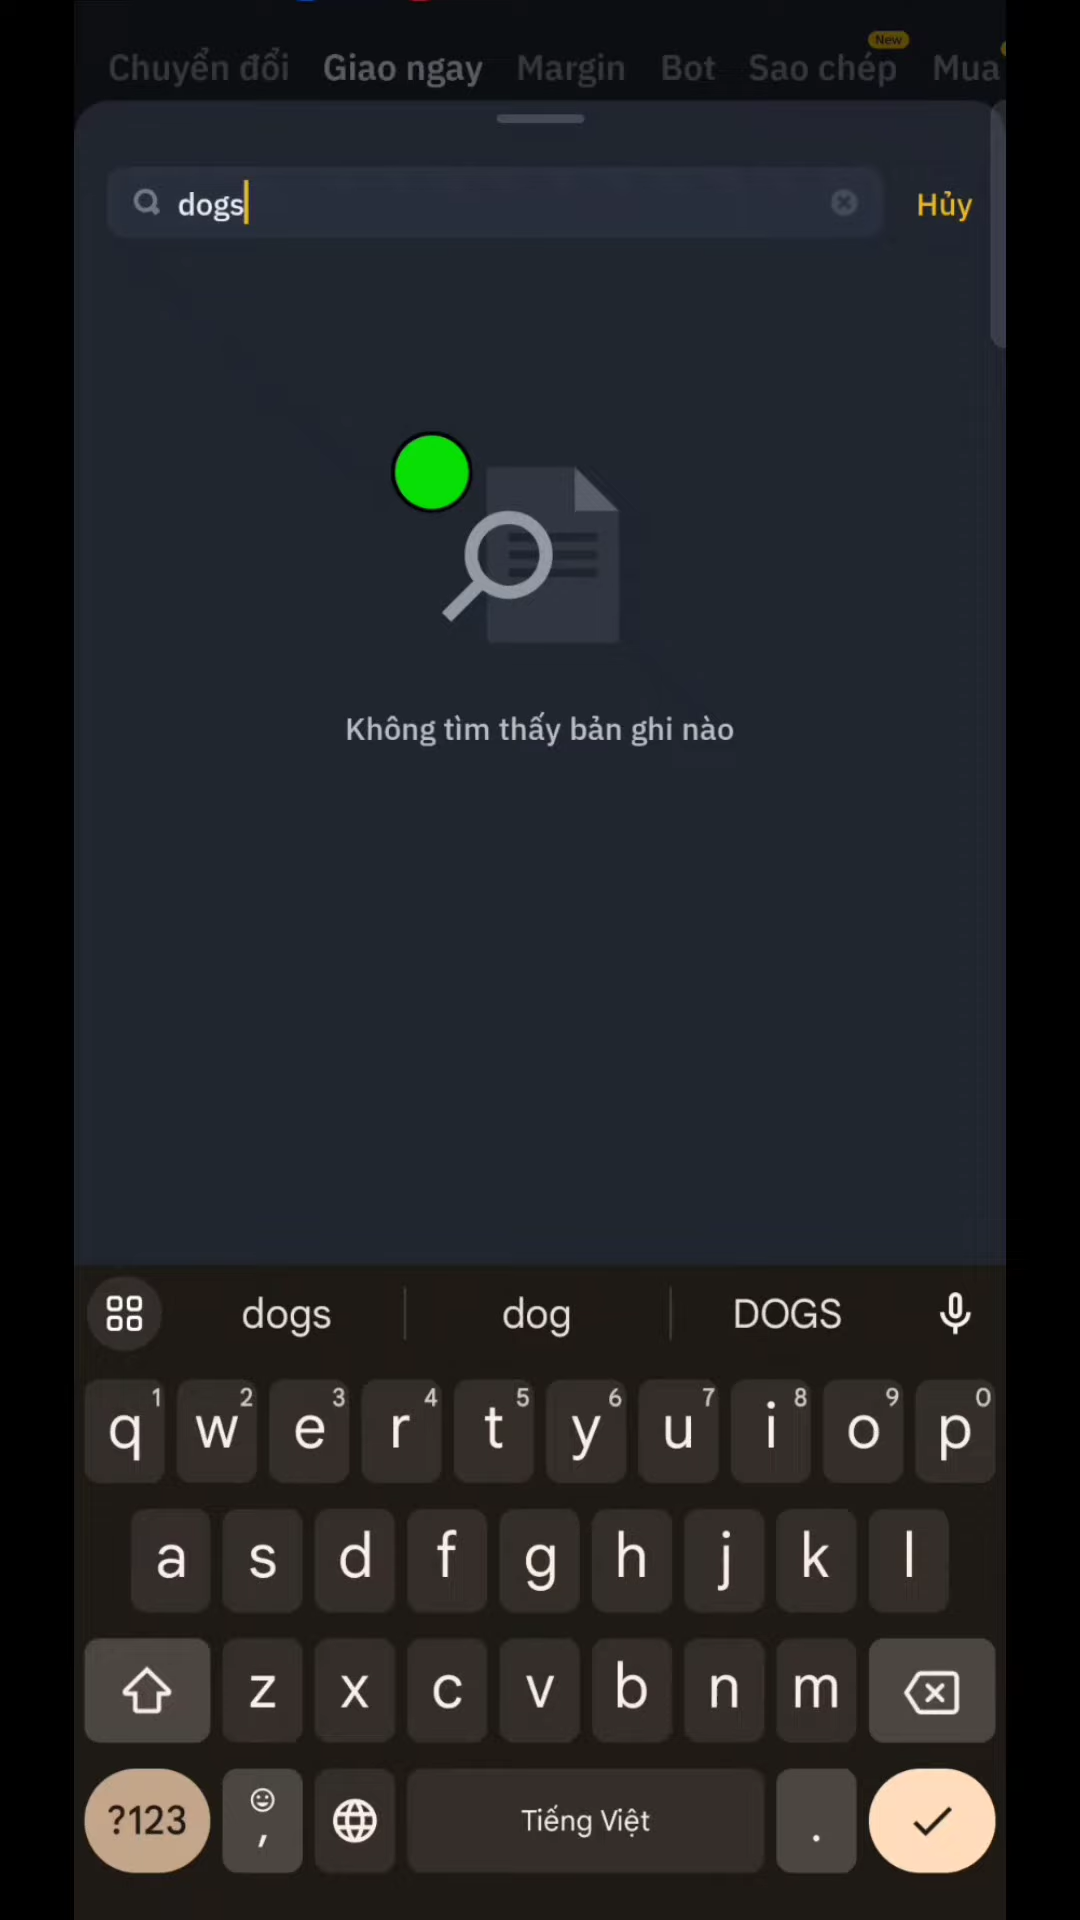 Chuyển đổi Giao ngay Margin Bot Sao chép New Mua
dogs Hủy
Không tìm thấy bản ghi nào
dogs dog DOGS
1 2 3 4 5 6 7 8 9 0
q w e r t y u i o p
a s d f g h j k l
z x c v b n m
?123 , Tiếng Việt .